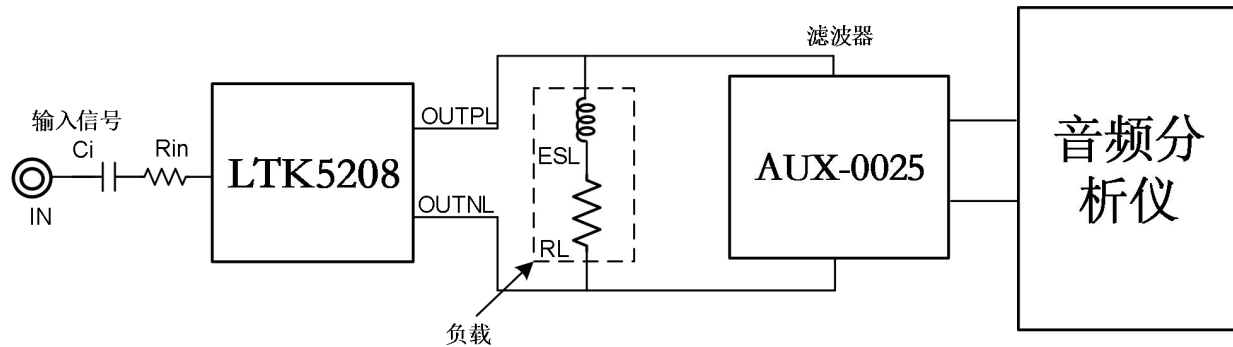 滤波器
输入信号
Ci
Rin
IN
LTK5208
OUTPL
OUTNL
ESL
RL
负载
AUX-0025
音频分
析仪